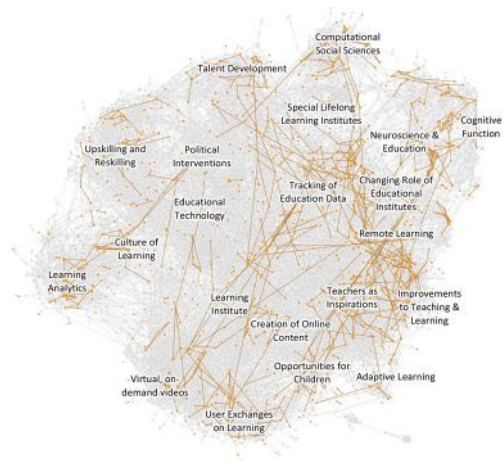 Computational
Social Sciences
Talent Development
Special Lifelong
Learning Institutes
Cognitive
Function
Neuroscience &
Education
Upskilling and
Reskilling
Political
Interventions
Tracking of
Education Data
Changing Role of
Educational
Institutes
Educational
Technology
Remote Learning
Culture of
Learning
Learning
Analytics
Learning
Institute
Teachers as
Inspirations
Improvements
to Teaching &
Learning
Creation of Online
Content
Opportunities for
Children
Adaptive Learning
Virtual, on-
demand videos
User Exchanges
on Learning